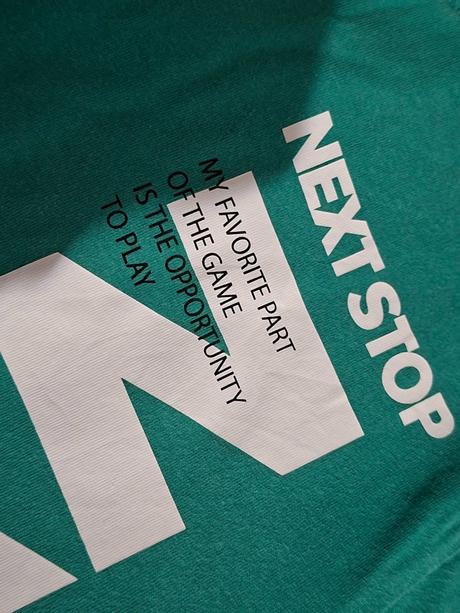 NEXT STOP
MY FAVORITE PART
OF THE GAME
IS THE OPPORTUNITY
TO PLAY
N